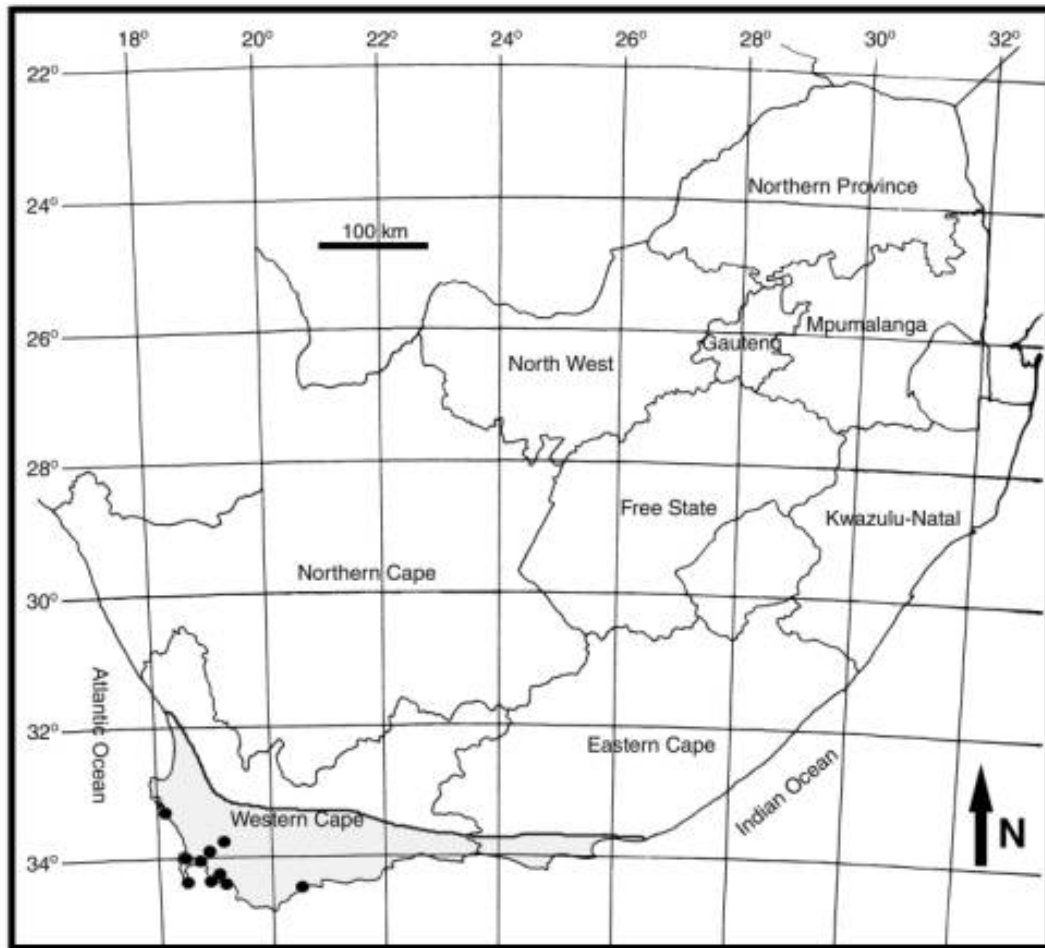 18° 20° 22° 24° 26° 28° 30° 32°
22°
Northern Province
24°
100 km
Mpumalanga
26°
Gauteng
North West
28°
Free State
Kwazulu-Natal
Northern Cape
30°
Atlantic Ocean
32°
Eastern Cape
Indian Ocean
Western Cape
N
34°